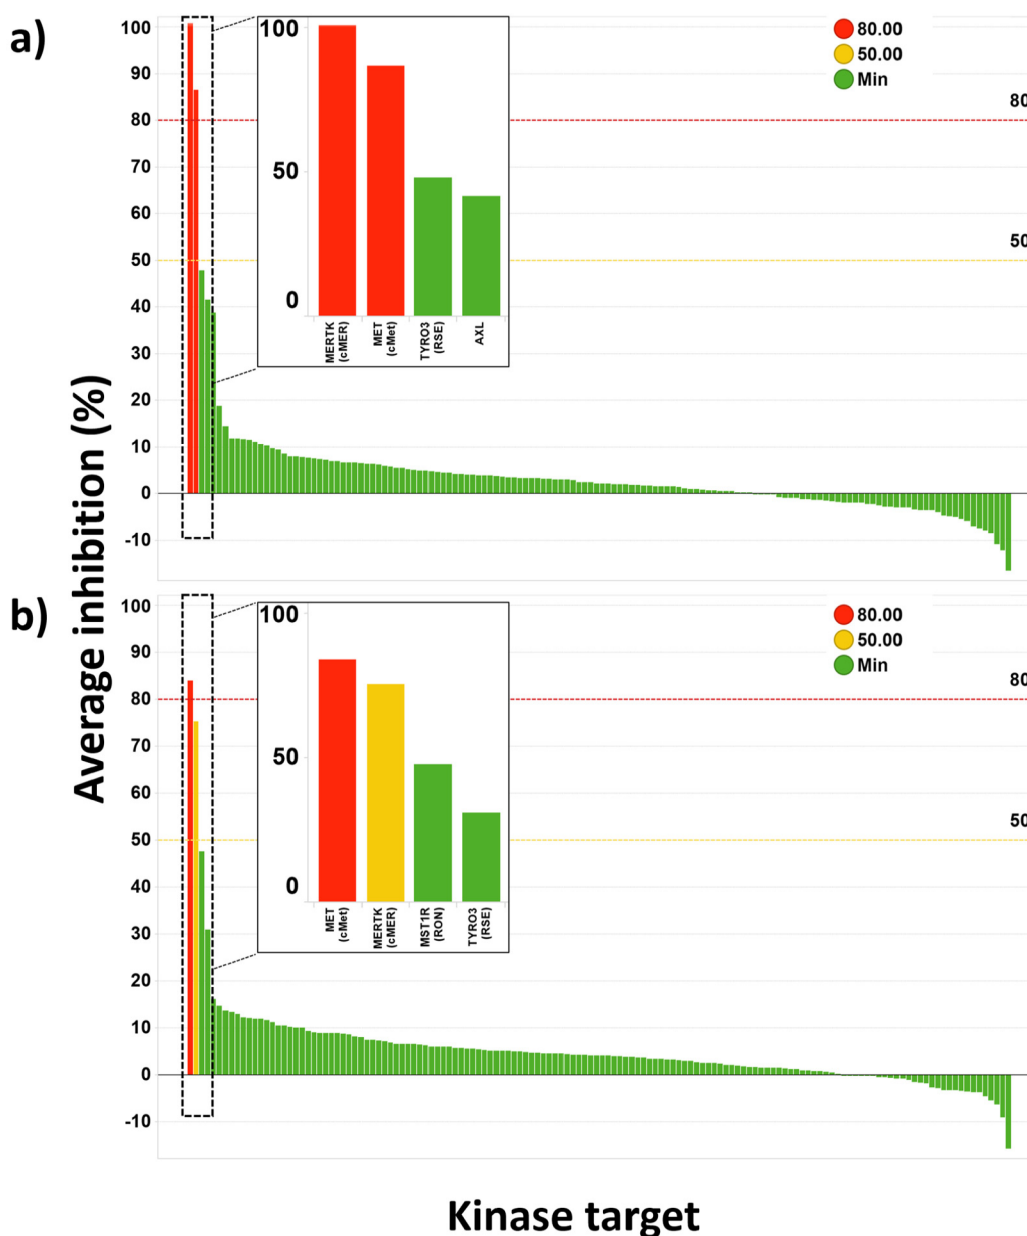 a)
Average inhibition (%)
100
90
80
70
60
50
40
30
20
10
0
-10
80.00
50.00
Min
80
50
100
50
0
MERTK
(cMER)
MET
(cMet)
TYRO3
(RSE)
AXL
b)
100
90
80
70
60
50
40
30
20
10
0
-10
80.00
50.00
Min
80
50
100
50
0
MET
(cMet)
MERTK
(cMER)
MST1R
(RON)
TYRO3
(RSE)
Kinase target